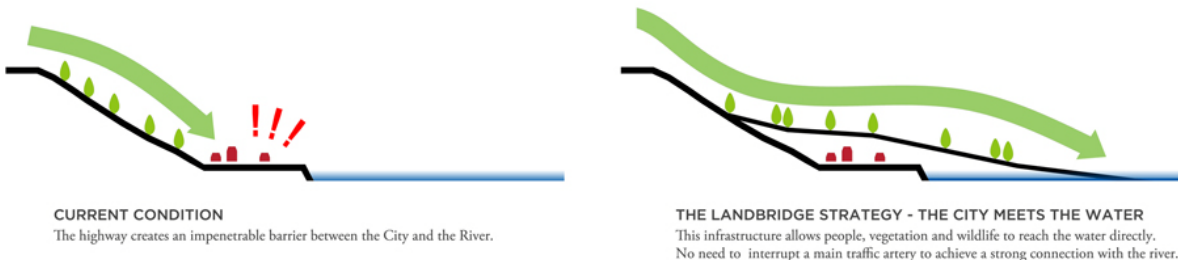 CURRENT CONDITION
The highway creates an impenetrable barrier between the City and the River.
THE LANDBRIDGE STRATEGY - THE CITY MEETS THE WATER
This infrastructure allows people, vegetation and wildlife to reach the water directly.
No need to interrupt a main traffic artery to achieve a strong connection with the river.